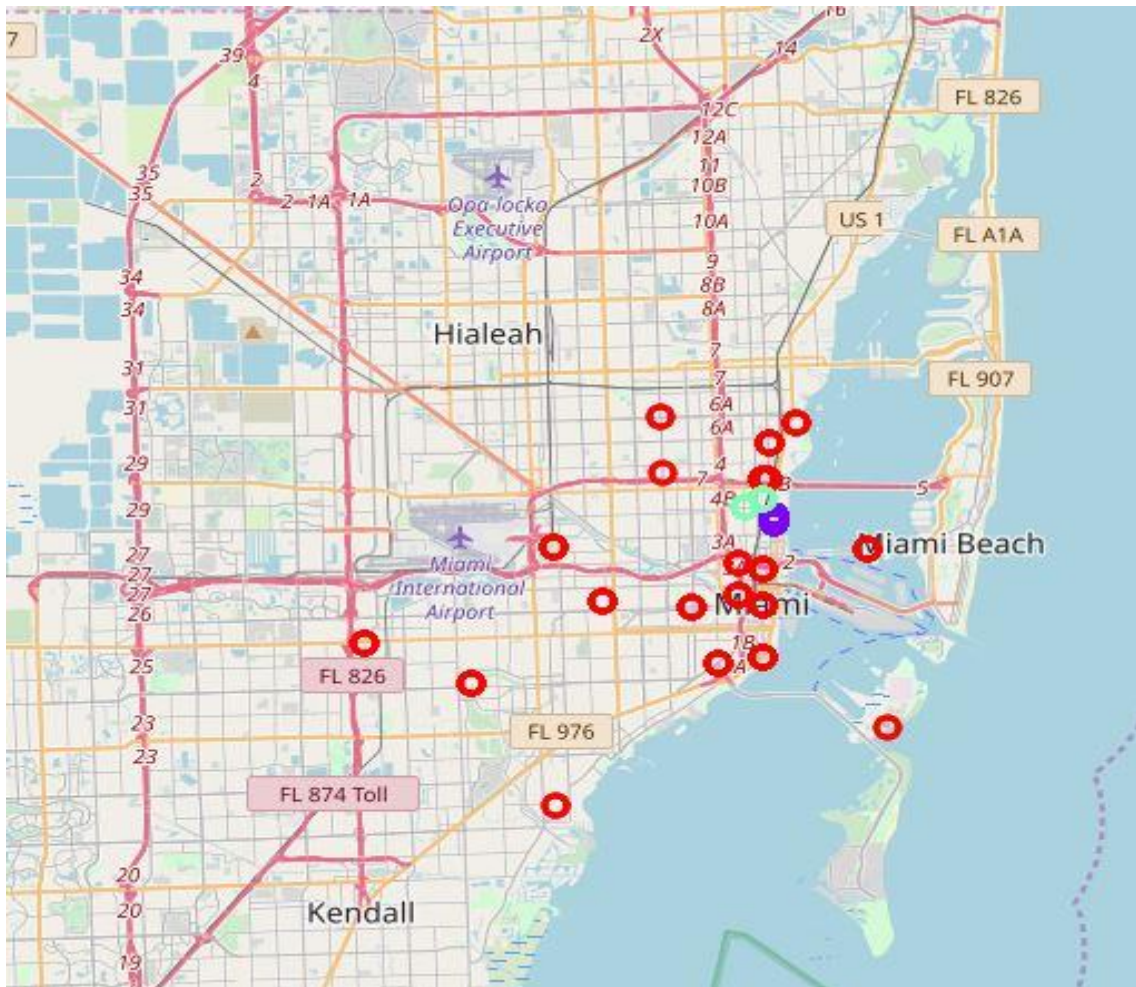 16
2X
7
39
14
4
FL 826
12C
12A
11
35
10B
35
2
2
1A
1A
Opa-locka
Executive
Airport
10A
US 1
FL A1A
9
34
8B
34
8A
Hialeah
7
31
7
FL 907
31
6A
6A
29
4
7
3
5
4B
29
3A
Miami Beach
27
2
27
Miami
International
Airport
27
26
Miami
25
1B
FL 826
A
23
FL 976
23
FL 874 Toll
20
20
Kendall
19